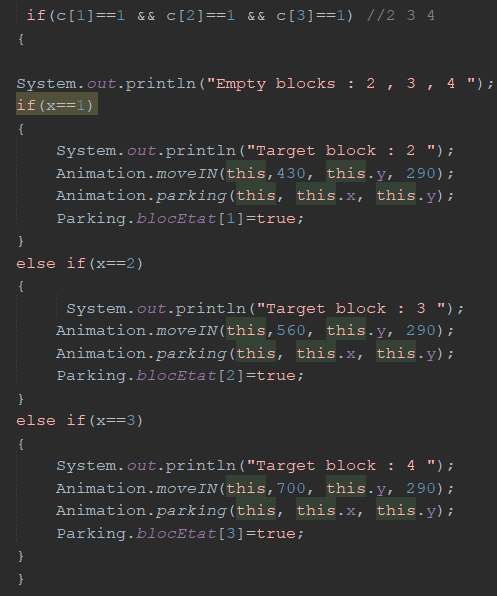 if(c[1]==1 && c[2]==1 && c[3]==1) //2 3 4
{
System.out.println("Empty blocks : 2 , 3 , 4 ");
if(x==1)
{
System.out.println("Target block : 2 ");
Animation.moveIN(this,430, this.y, 290);
Animation.parking(this, this.x, this.y);
Parking.blocEtat[1]=true;
}
else if(x==2)
{
System.out.println("Target block : 3 ");
Animation.moveIN(this,560, this.y, 290);
Animation.parking(this, this.x, this.y);
Parking.blocEtat[2]=true;
}
else if(x==3)
{
System.out.println("Target block : 4 ");
Animation.moveIN(this,700, this.y, 290);
Animation.parking(this, this.x, this.y);
Parking.blocEtat[3]=true;
}
}